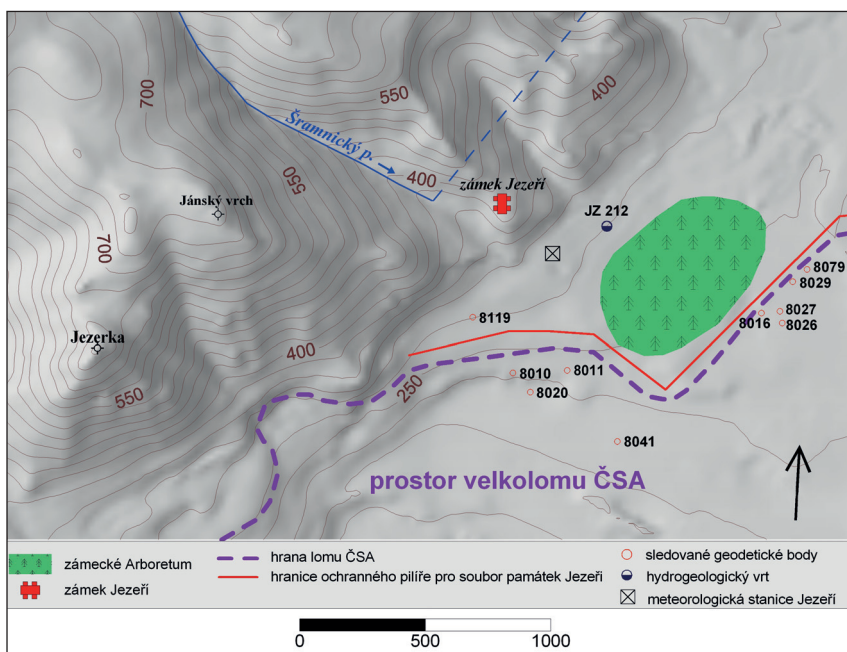 700
550
400
Šramnický p.
550
400
zámek Jezeří
Jánský vrch
JZ 212
700
8079
8029
8119
8027
8016
8026
Jezerka
400
250
8010
8011
8020
550
8041
prostor velkolomu ČSA
zámecké Arboretum
hrana lomu ČSA
sledované geodetické body
zámek Jezeří
hranice ochranného pilíře pro soubor památek Jezeří
hydrogeologický vrt
meteorologická stanice Jezeří
0
500
1000